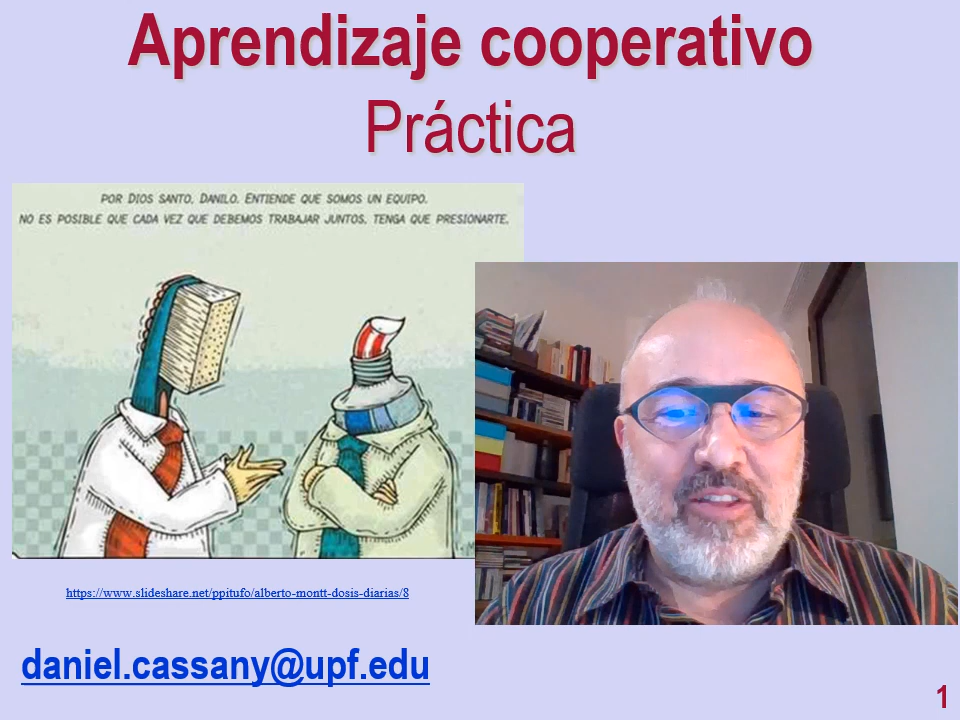 Aprendizaje cooperativo
Práctica
POR DIOS SANTO, DANILO. ENTIENDE QUE SOMOS UN EQUIPO.
NO ES POSIBLE QUE CADA VEZ QUE DEBEMOS TRABAJAR JUNTOS, TENGA QUE PRESIONARTE.
https://www.slideshare.net/ppitufo/alberto-montt-dosis-diarias/8
daniel.cassany@upf.edu
1